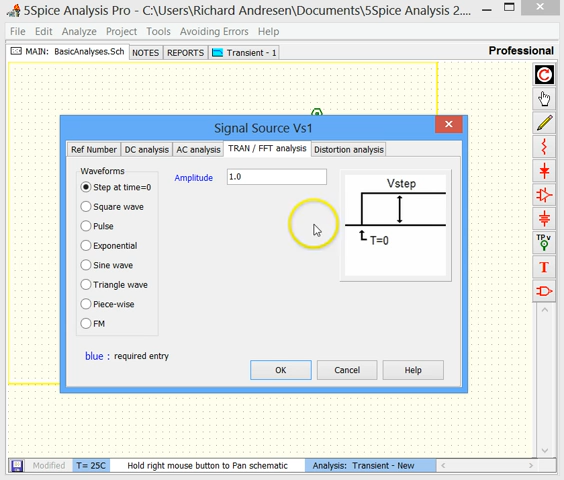 5Spice Analysis Pro - C:\Users\Richard Andresen\Documents\5Spice Analysis 2....
File Edit Analyze Project Tools Avoiding Errors Help
MAIN: BasicAnalyses.Sch NOTES REPORTS Transient - 1 Professional
Signal Source Vs1
Ref Number DC analysis AC analysis TRAN / FFT analysis Distortion analysis
Waveforms
Step at time=0
Square wave
Pulse
Exponential
Sine wave
Triangle wave
Piece-wise
FM
Amplitude 1.0
Vstep
T=0
blue : required entry
OK Cancel Help
TP v
T
Modified T= 25C Hold right mouse button to Pan schematic Analysis: Transient - New